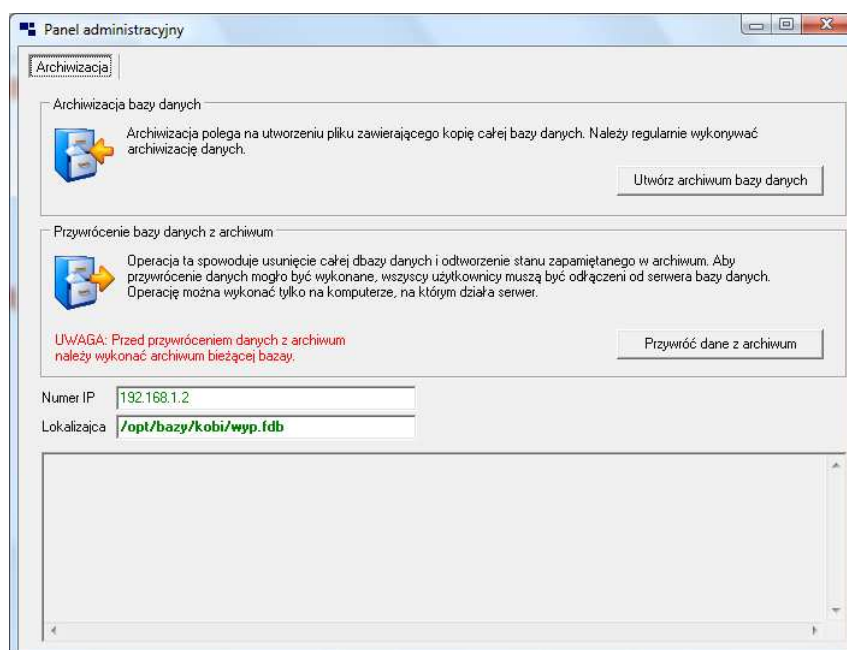 Panel administracyjny
Archiwizacja
Archiwizacja bazy danych
Archiwizacja polega na utworzeniu pliku zawierającego kopię całej bazy danych. Należy regularnie wykonywać
archiwizację danych.
Utwórz archiwum bazy danych
Przywrócenie bazy danych z archiwum
Operacja ta spowoduje usunięcie całej dbazy danych i odtworzenie stanu zapamiętanego w archiwum. Aby
przywrócenie danych mogło być wykonane, wszyscy użytkownicy muszą być odłączeni od serwera bazy danych.
Operację można wykonać tylko na komputerze, na którym działa serwer.
UWAGA: Przed przywróceniem danych z archiwum
należy wykonać archiwum bieżącej bazay.
Przywróć dane z archiwum
Numer IP 192.168.1.2
Lokalizajca /opt/bazy/kobi/wyp.fdb